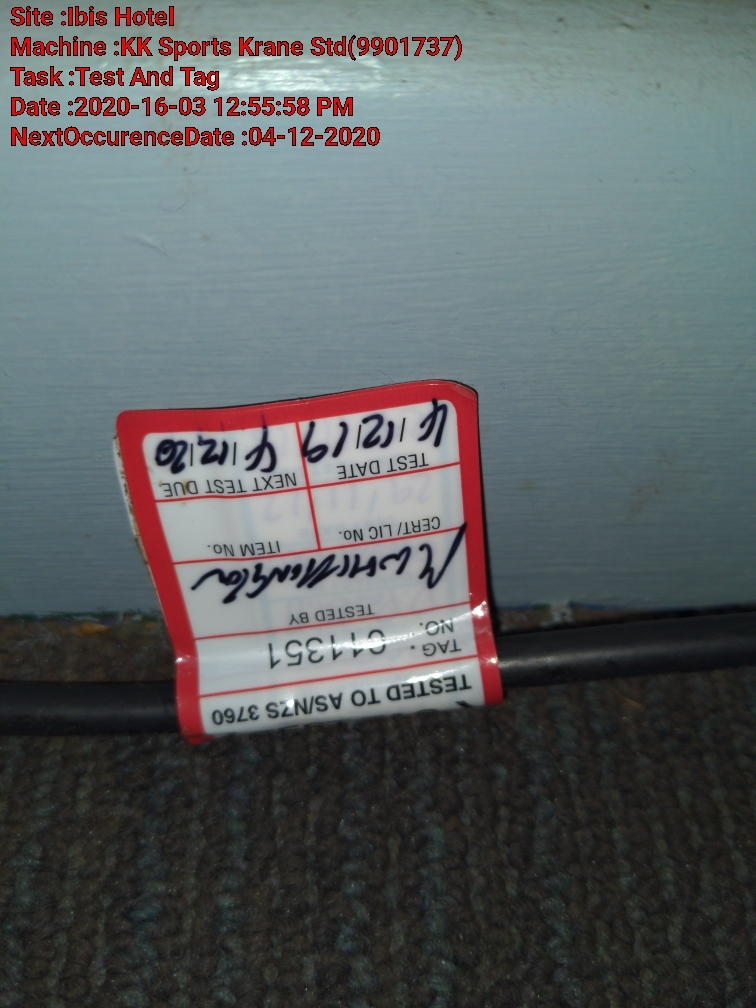 Site :Ibis Hotel
Machine :KK Sports Krane Std(9901737)
Task :Test And Tag
Date :2020-16-03 12:55:58 PM
NextOccurenceDate :04-12-2020
TESTED TO AS/NZS 3760
TAG NO. 011351
TESTED BY
CERT/ LIC No. ITEM No.
TEST DATE NEXT TEST DUE
4/12/19 4/12/20